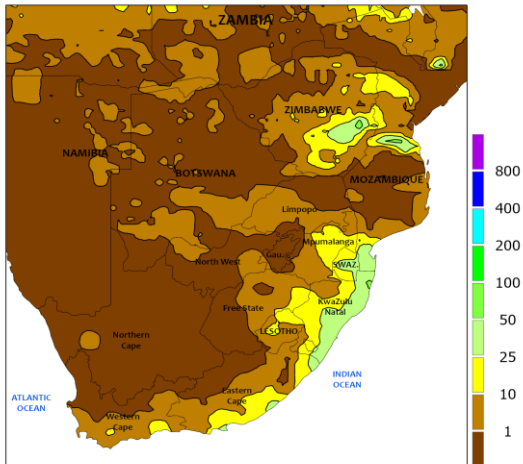 ZAMBIA
ZIMBABWE
NAMIBIA
BOTSWANA
MOZAMBIQUE
Limpopo
Mpumalanga
Gau.
North West
SWAZ.
KwaZulu
Natal
Free State
LESOTHO
Northern
Cape
Eastern
Cape
Western
Cape
ATLANTIC
OCEAN
INDIAN
OCEAN
800
400
200
100
50
25
10
1